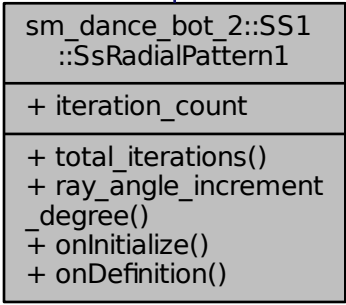 sm_dance_bot_2::SS1
::SsRadialPattern1
+ iteration_count
+ total_iterations()
+ ray_angle_increment
_degree()
+ onInitialize()
+ onDefinition()